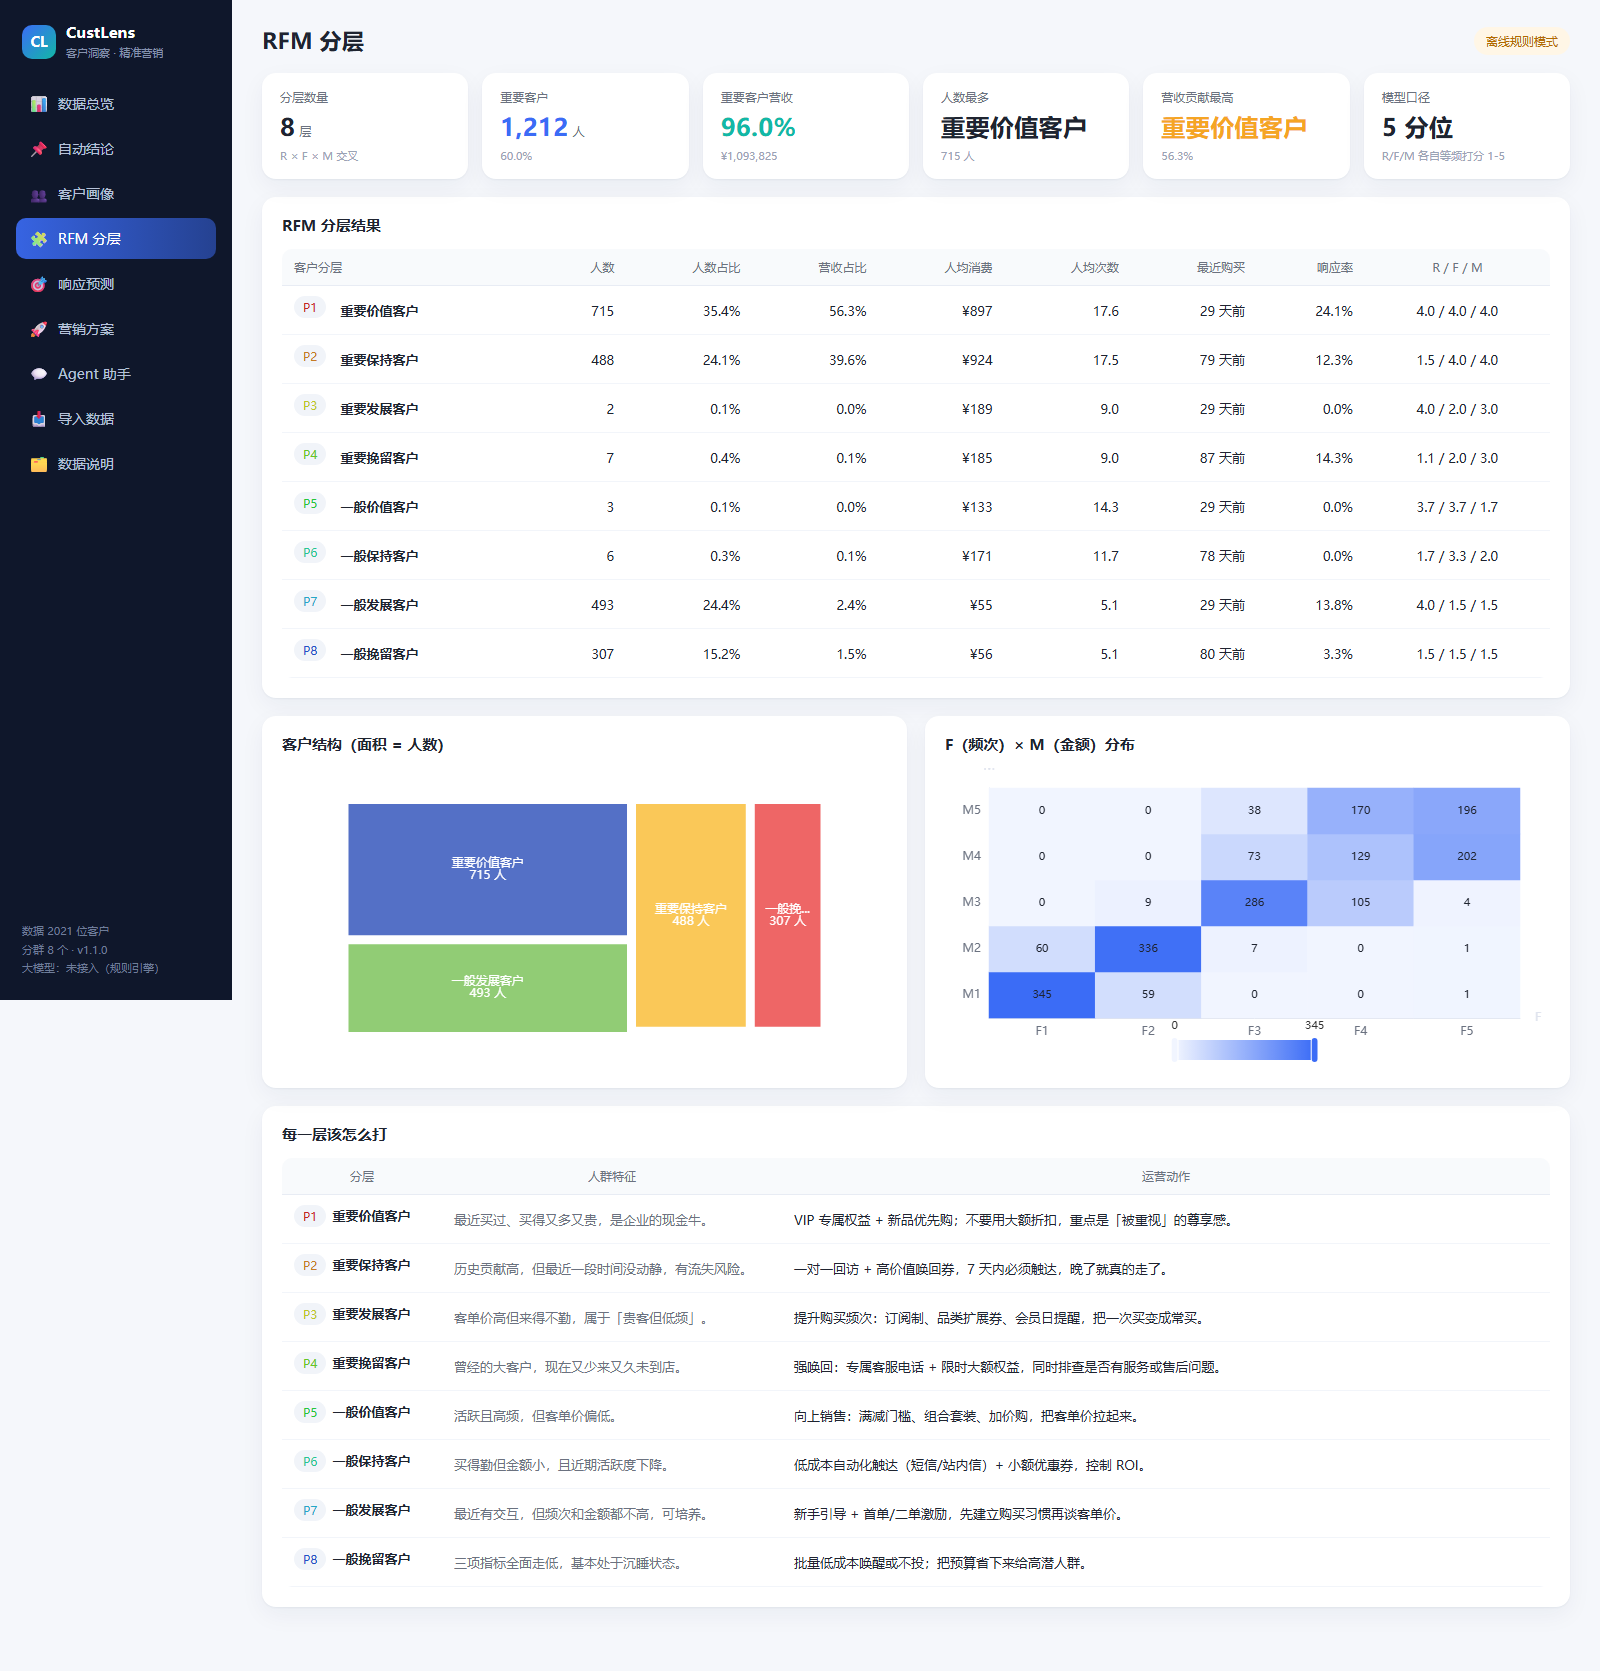 CL
CustLens
客户洞察 · 精准营销
数据总览
自动结论
客户画像
RFM 分层
响应预测
营销方案
Agent 助手
导入数据
数据说明
数据 2021 位客户
分群 8 个 · v1.1.0
大模型：未接入（规则引擎）
RFM 分层
离线规则模式
分层数量
8 层
R × F × M 交叉
重要客户
1,212 人
60.0%
重要客户营收
96.0%
¥1,093,825
人数最多
重要价值客户
715 人
营收贡献最高
重要价值客户
56.3%
模型口径
5 分位
R/F/M 各自等频打分 1-5
RFM 分层结果
客户分层 人数 人数占比 营收占比 人均消费 人均次数 最近购买 响应率 R / F / M
P1 重要价值客户 715 35.4% 56.3% ¥897 17.6 29 天前 24.1% 4.0 / 4.0 / 4.0
P2 重要保持客户 488 24.1% 39.6% ¥924 17.5 79 天前 12.3% 1.5 / 4.0 / 4.0
P3 重要发展客户 2 0.1% 0.0% ¥189 9.0 29 天前 0.0% 4.0 / 2.0 / 3.0
P4 重要挽留客户 7 0.4% 0.1% ¥185 9.0 87 天前 14.3% 1.1 / 2.0 / 3.0
P5 一般价值客户 3 0.1% 0.0% ¥133 14.3 29 天前 0.0% 3.7 / 3.7 / 1.7
P6 一般保持客户 6 0.3% 0.1% ¥171 11.7 78 天前 0.0% 1.7 / 3.3 / 2.0
P7 一般发展客户 493 24.4% 2.4% ¥55 5.1 29 天前 13.8% 4.0 / 1.5 / 1.5
P8 一般挽留客户 307 15.2% 1.5% ¥56 5.1 80 天前 3.3% 1.5 / 1.5 / 1.5
客户结构（面积 = 人数）
重要价值客户
715 人
一般发展客户
493 人
重要保持客户
488 人
一般挽...
307 人
F（频次）× M（金额）分布
...
M5 0 0 38 170 196
M4 0 0 73 129 202
M3 0 9 286 105 4
M2 60 336 7 0 1
M1 345 59 0 0 1
F1 F2 F3 F4 F5
F
0 345
每一层该怎么打
分层 人群特征 运营动作
P1 重要价值客户 最近买过、买得又多又贵，是企业的现金牛。 VIP 专属权益 + 新品优先购；不要用大额折扣，重点是「被重视」的尊享感。
P2 重要保持客户 历史贡献高，但最近一段时间没动静，有流失风险。 一对一回访 + 高价值唤回券，7 天内必须触达，晚了就真的走了。
P3 重要发展客户 客单价高但来得不勤，属于「贵客但低频」。 提升购买频次：订阅制、品类扩展券、会员日提醒，把一次买变成常买。
P4 重要挽留客户 曾经的大客户，现在又少来又久未到店。 强唤回：专属客服电话 + 限时大额权益，同时排查是否有服务或售后问题。
P5 一般价值客户 活跃且高频，但客单价偏低。 向上销售：满减门槛、组合套装、加价购，把客单价拉起来。
P6 一般保持客户 买得勤但金额小，且近期活跃度下降。 低成本自动化触达（短信/站内信）+ 小额优惠券，控制 ROI。
P7 一般发展客户 最近有交互，但频次和金额都不高，可培养。 新手引导 + 首单/二单激励，先建立购买习惯再谈客单价。
P8 一般挽留客户 三项指标全面走低，基本处于沉睡状态。 批量低成本唤醒或不投；把预算省下来给高潜人群。